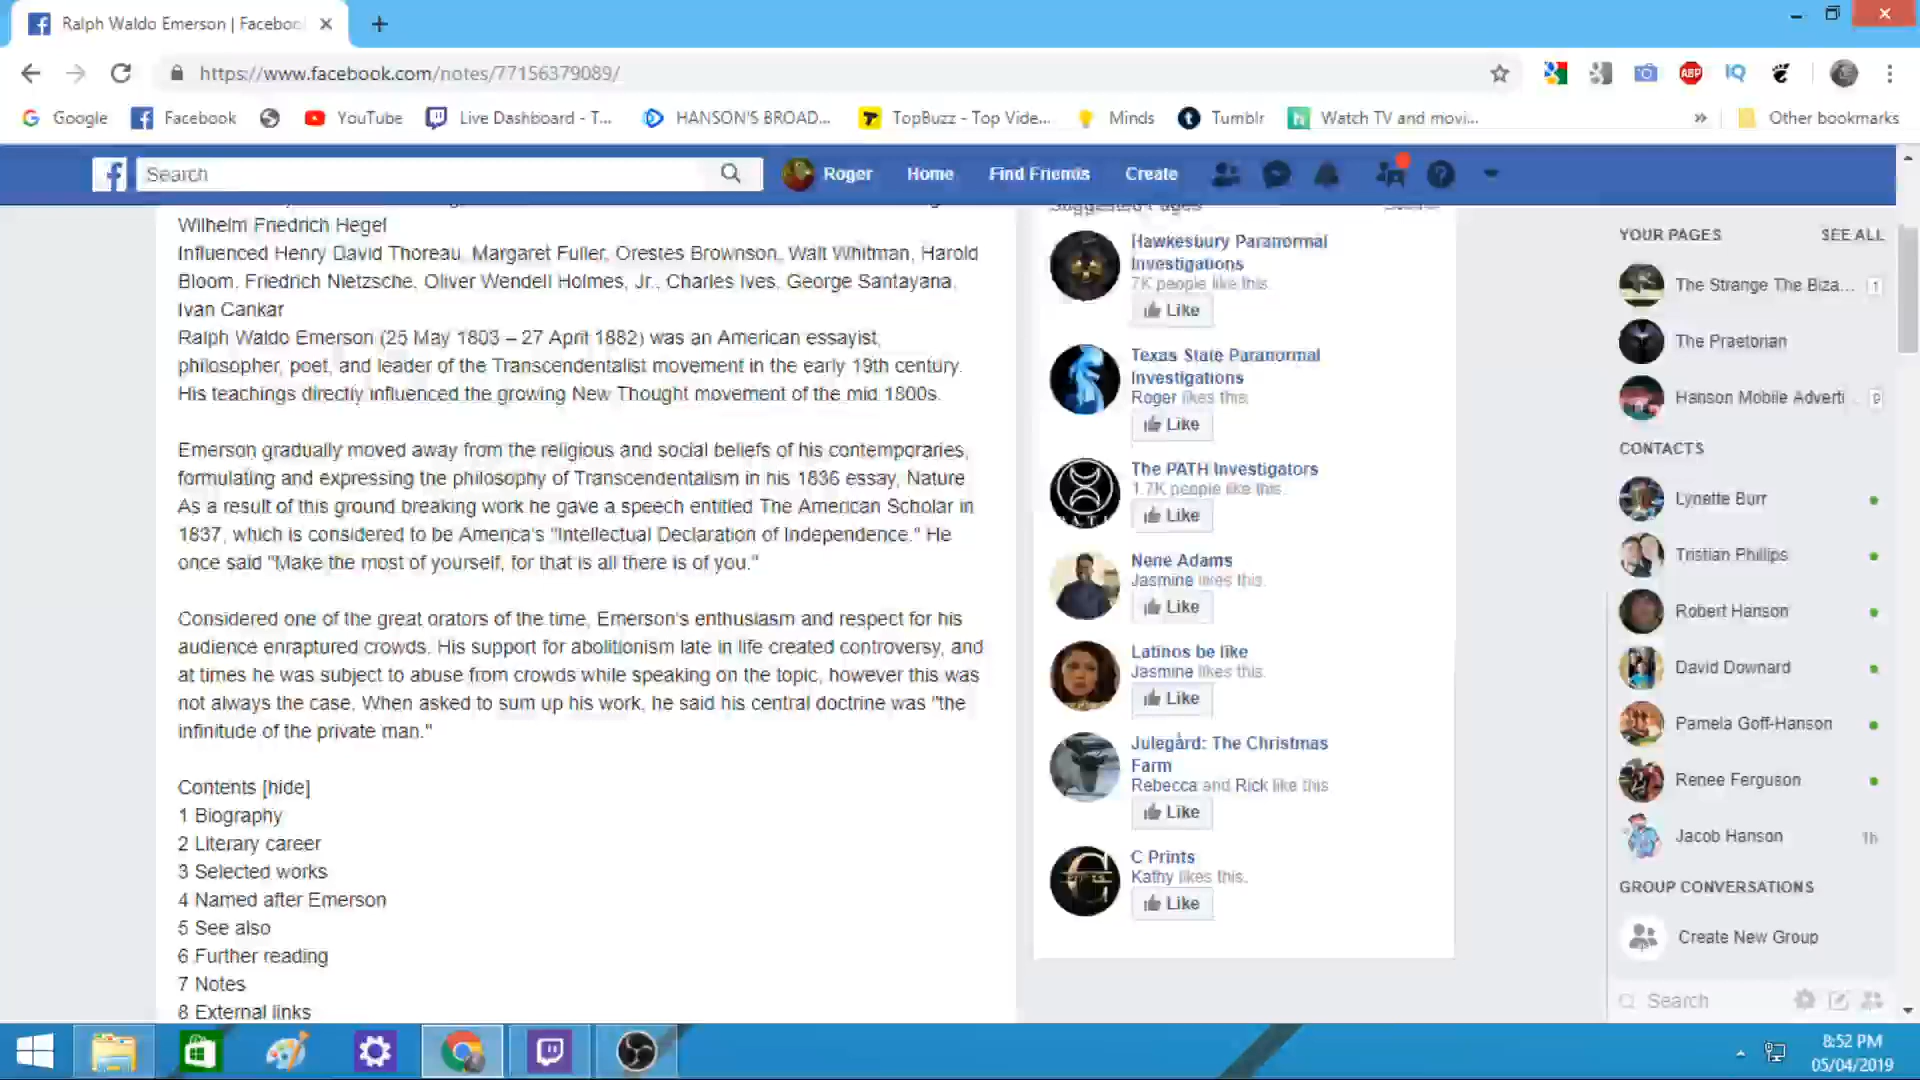 Ralph Waldo Emerson | Facebook
https://www.facebook.com/notes/77156379089/
Google
Facebook
YouTube
Live Dashboard - T...
HANSON'S BROAD...
TopBuzz - Top Vide...
Minds
Tumblr
Watch TV and movi...
»
Other bookmarks
ABP
Search
Roger
Home
Find Friends
Create
Wilhelm Friedrich Hegel
Influenced Henry David Thoreau, Margaret Fuller, Orestes Brownson, Walt Whitman, Harold
Bloom, Friedrich Nietzsche, Oliver Wendell Holmes, Jr., Charles Ives, George Santayana,
Ivan Cankar
Ralph Waldo Emerson (25 May 1803 – 27 April 1882) was an American essayist,
philosopher, poet, and leader of the Transcendentalist movement in the early 19th century.
His teachings directly influenced the growing New Thought movement of the mid 1800s.
Emerson gradually moved away from the religious and social beliefs of his contemporaries,
formulating and expressing the philosophy of Transcendentalism in his 1836 essay, Nature
As a result of this ground breaking work he gave a speech entitled The American Scholar in
1837, which is considered to be America's "Intellectual Declaration of Independence." He
once said "Make the most of yourself, for that is all there is of you."
Considered one of the great orators of the time, Emerson's enthusiasm and respect for his
audience enraptured crowds. His support for abolitionism late in life created controversy, and
at times he was subject to abuse from crowds while speaking on the topic, however this was
not always the case. When asked to sum up his work, he said his central doctrine was "the
infinitude of the private man."
Contents [hide]
1 Biography
2 Literary career
3 Selected works
4 Named after Emerson
5 See also
6 Further reading
7 Notes
8 External links
Suggested Pages
Hawkesbury Paranormal
Investigations
7K people like this.
Like
Texas State Paranormal
Investigations
Roger likes this.
Like
The PATH Investigators
1.7K people like this.
Like
Nene Adams
Jasmine likes this.
Like
Latinos be like
Jasmine likes this.
Like
Julegård: The Christmas
Farm
Rebecca and Rick like this.
Like
C Prints
Kathy likes this.
Like
YOUR PAGES
SEE ALL
The Strange The Biza...
1
The Praetorian
Hanson Mobile Adverti...
9
CONTACTS
Lynette Burr
Tristian Phillips
Robert Hanson
David Downard
Pamela Goff-Hanson
Renee Ferguson
Jacob Hanson
1h
GROUP CONVERSATIONS
Create New Group
Search
8:52 PM
05/04/2019